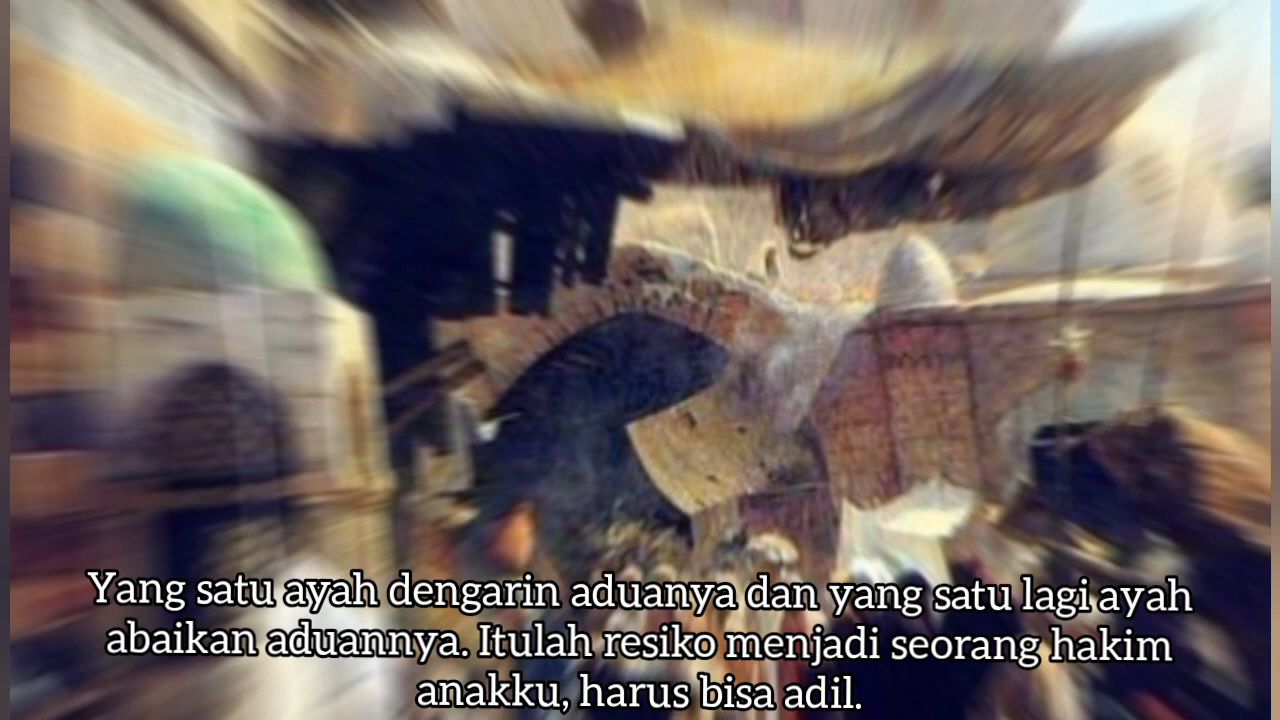 Yang satu ayah dengarin aduanya dan yang satu lagi ayah
abaikan aduannya. Itulah resiko menjadi seorang hakim
anakku, harus bisa adil.